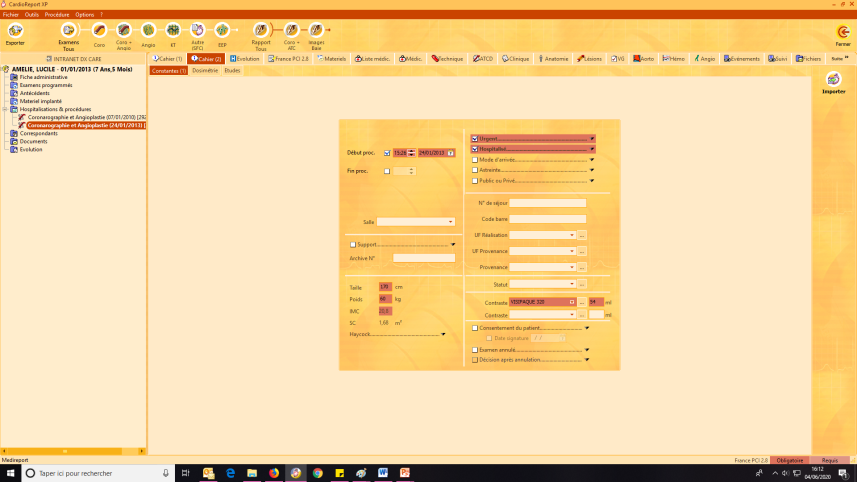 CardioReport XP
Fichier Outils Procédure Options ?
Exporter
Examens Tous
Coro
Coro + Angio
Angio
KT
Autre (SFC)
EEP
Rapport Tous
Coro + ATC
Images Base
Fermer
INTRANET DX CARE
Cahier (1) Cahier (2) Evolution France PCI 2.8 Materiels Liste médic. Médic. Technique ATCD Clinique Anatomie Lésions VG Aorto Hémo Angio Evénements Suivi Fichiers Suite
AMELIE, LUCILE - 01/01/2013 (7 Ans,5 Mois)
Fiche administrative
Examens programmés
Antécédents
Materiel implanté
Hospitalisations & procédures
Coronarographie et Angioplastie (07/01/2010) [292
Coronarographie et Angioplastie (24/01/2013) [
Correspondants
Documents
Evolution
Constantes (1) Dosimétrie Etudes
Importer
Début proc. 15:26 24/01/2013
Fin proc.
Salle
Support
Archive N°
Taille 170 cm
Poids 60 kg
IMC 20,8
SC 1,68 m²
Haycock
Urgent
Hospitalisé
Mode d'arrivée
Astreinte
Public ou Privé
N° de séjour
Code barre
UF Réalisation
UF Provenance
Provenance
Statut
Contraste VISIPAQUE 320 ... 94 ml
Contraste ... ml
Consentement du patient
Date signature / /
Examen annulé
Décision après annulation
Medireport
France PCI 2.8 Obligatoire Requis
Taper ici pour rechercher
16:12
04/06/2020